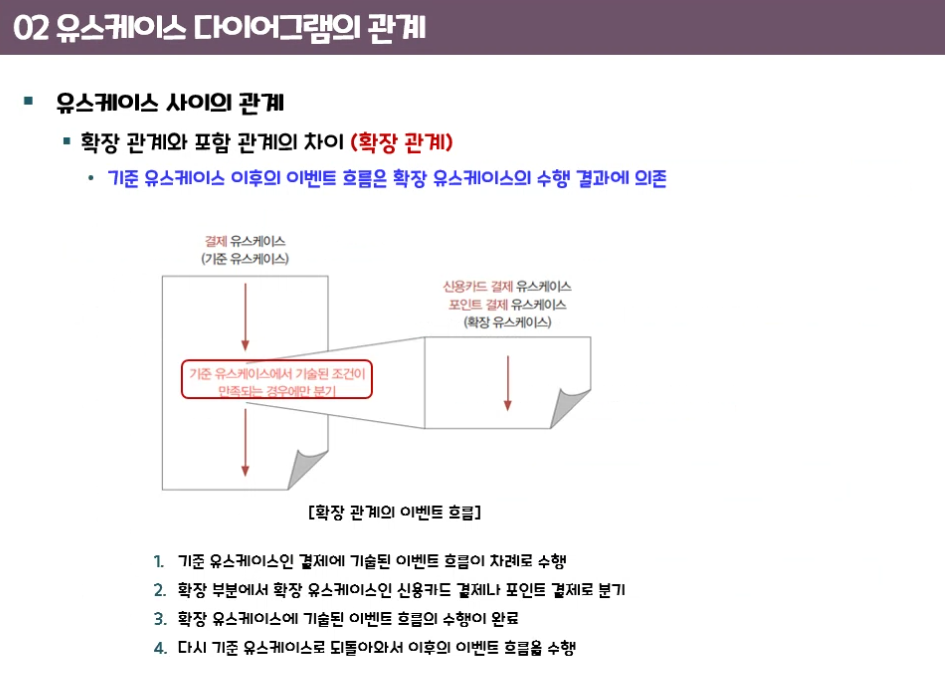 02 유스케이스 다이어그램의 관계
유스케이스 사이의 관계
확장 관계와 포함 관계의 차이 (확장 관계)
기준 유스케이스 이후의 이벤트 흐름은 확장 유스케이스의 수행 결과에 의존
결제 유스케이스
(기준 유스케이스)
신용카드 결제 유스케이스
포인트 결제 유스케이스
(확장 유스케이스)
기준 유스케이스에서 기술된 조건이
만족되는 경우에만 분기
[확장 관계의 이벤트 흐름]
1. 기준 유스케이스인 결제에 기술된 이벤트 흐름이 차례로 수행
2. 확장 부분에서 확장 유스케이스인 신용카드 결제나 포인트 결제로 분기
3. 확장 유스케이스에 기술된 이벤트 흐름의 수행이 완료
4. 다시 기준 유스케이스로 되돌아와서 이후의 이벤트 흐름을 수행